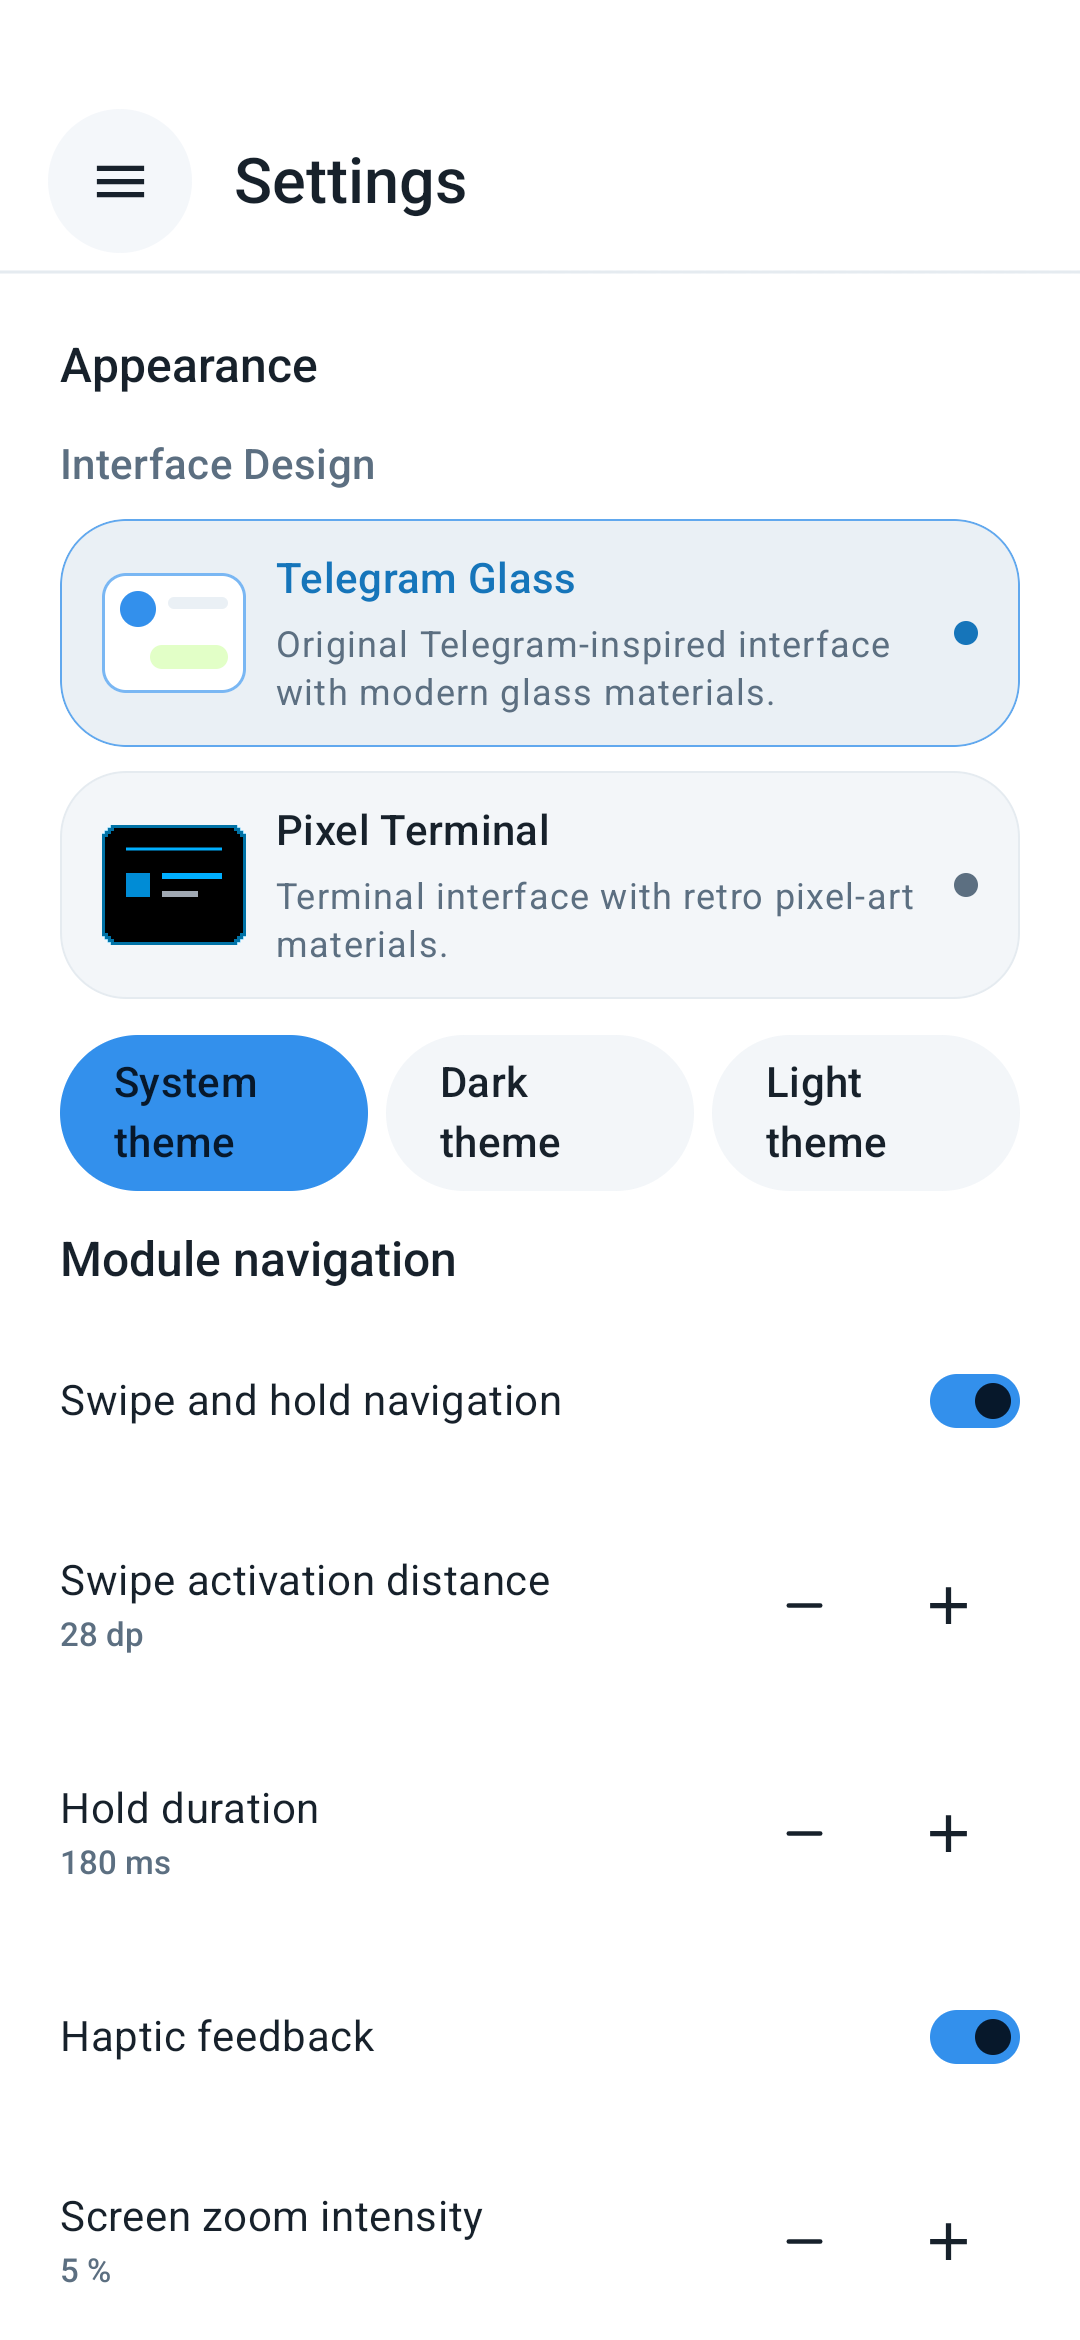 Settings
Appearance
Interface Design
Telegram Glass
Original Telegram-inspired interface
with modern glass materials.
Pixel Terminal
Terminal interface with retro pixel-art
materials.
System
theme
Dark
theme
Light
theme
Module navigation
Swipe and hold navigation
Swipe activation distance
28 dp
Hold duration
180 ms
Haptic feedback
Screen zoom intensity
5 %